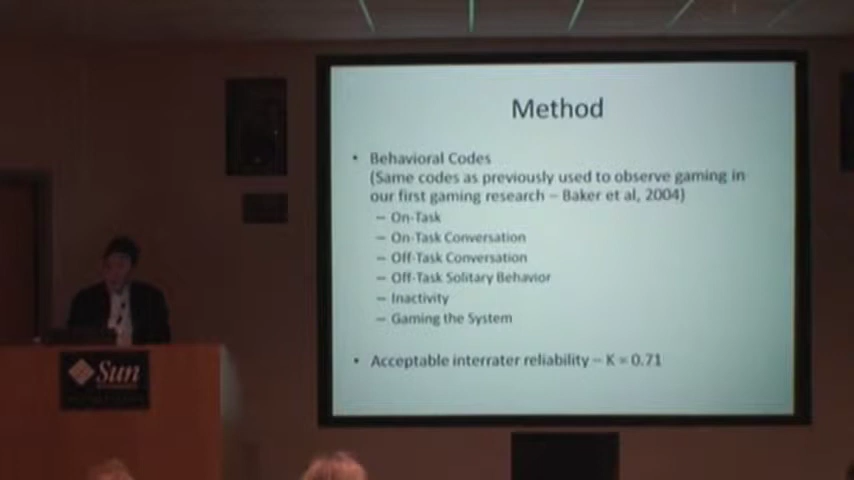 Method
• Behavioral Codes
(Same codes as previously used to observe gaming in
our first gaming research – Baker et al, 2004)
– On-Task
– On-Task Conversation
– Off-Task Conversation
– Off-Task Solitary Behavior
– Inactivity
– Gaming the System
• Acceptable interrater reliability – K = 0.71
Sun